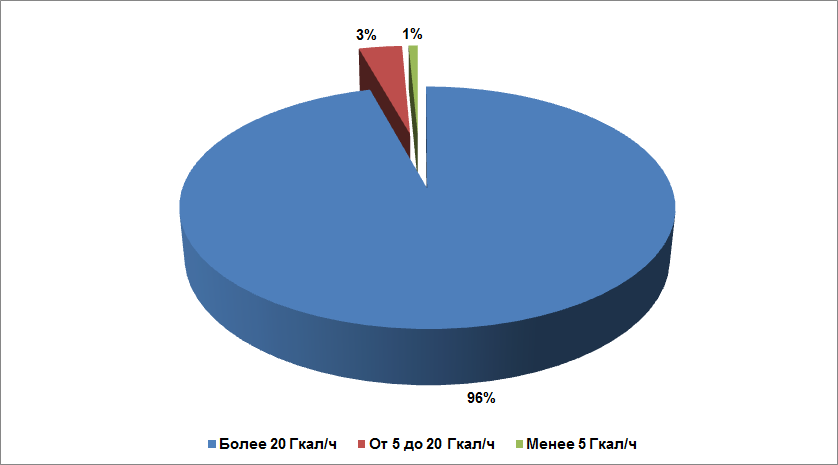 3%
1%
96%
Более 20 Гкал/ч
От 5 до 20 Гкал/ч
Менее 5 Гкал/ч